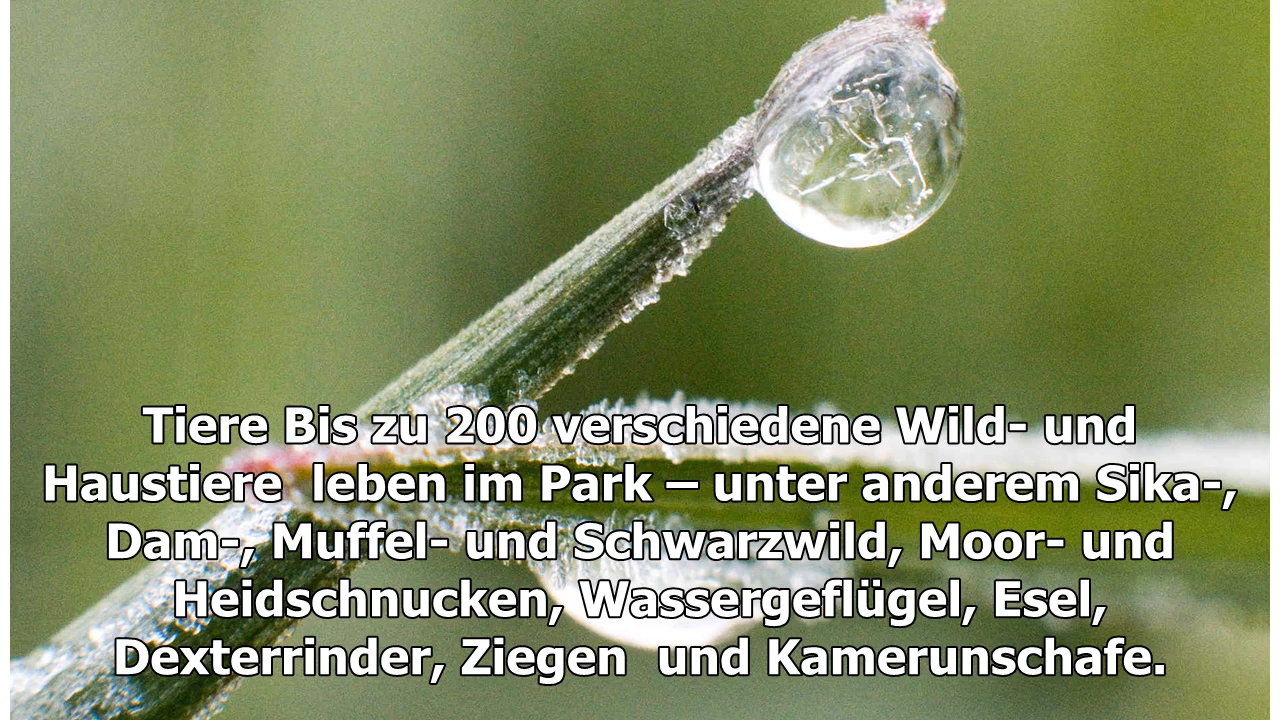 Tiere Bis zu 200 verschiedene Wild- und
Haustiere  leben im Park – unter anderem Sika-,
Dam-, Muffel- und Schwarzwild, Moor- und
Heidschnucken, Wassergeflügel, Esel,
Dexterrinder, Ziegen  und Kamerunschafe.